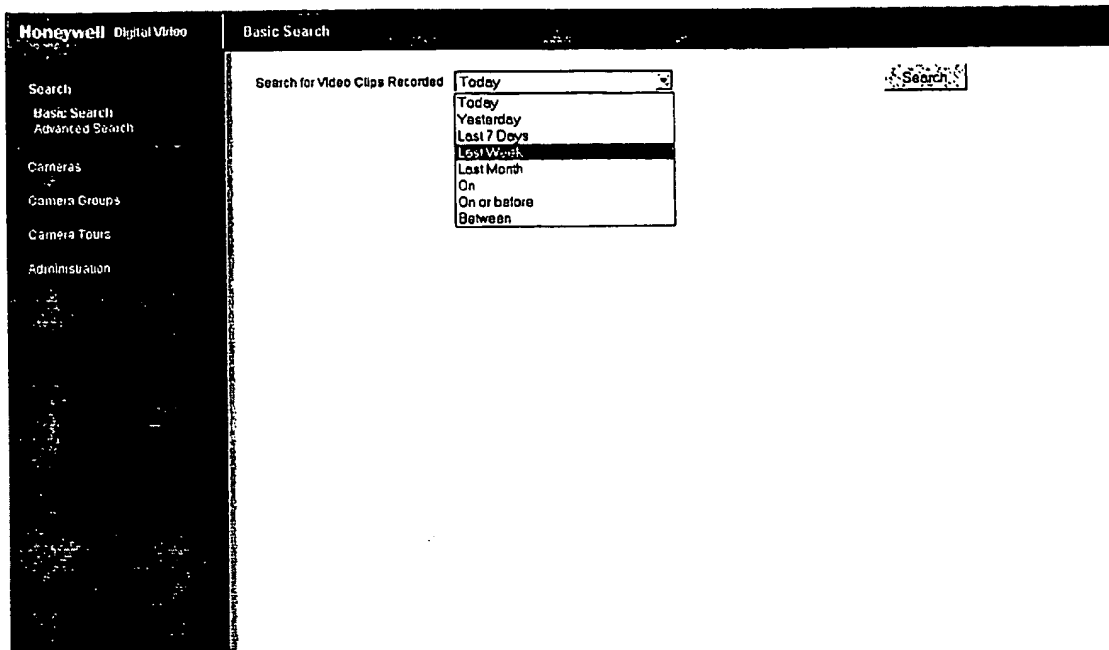 Honeywell Digital Video
Basic Search
Search
Basic Search
Advanced Search
Cameras
Camera Groups
Camera Tours
Administration
Search for Video Clips Recorded
Today
Search
Today
Yesterday
Last 7 Days
Last Week
Last Month
On
On or before
Between